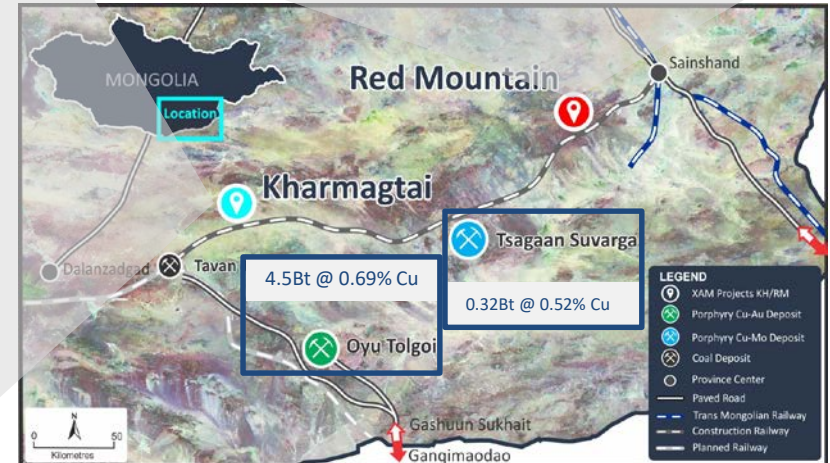 MONGOLIA
Location
Red Mountain
Sainshand
Kharmagtai
Tsagaan Suvarga
0.32Bt @ 0.52% Cu
Dalanzadgad
Tavan
4.5Bt @ 0.69% Cu
Oyu Tolgoi
Gashuun Sukhait
Ganqimaodao
N
0 50
Kilometres
LEGEND
XAM Projects KH/RM
Porphyry Cu-Au Deposit
Porphyry Cu-Mo Deposit
Coal Deposit
Province Center
Paved Road
Trans Mongolian Railway
Construction Railway
Planned Railway